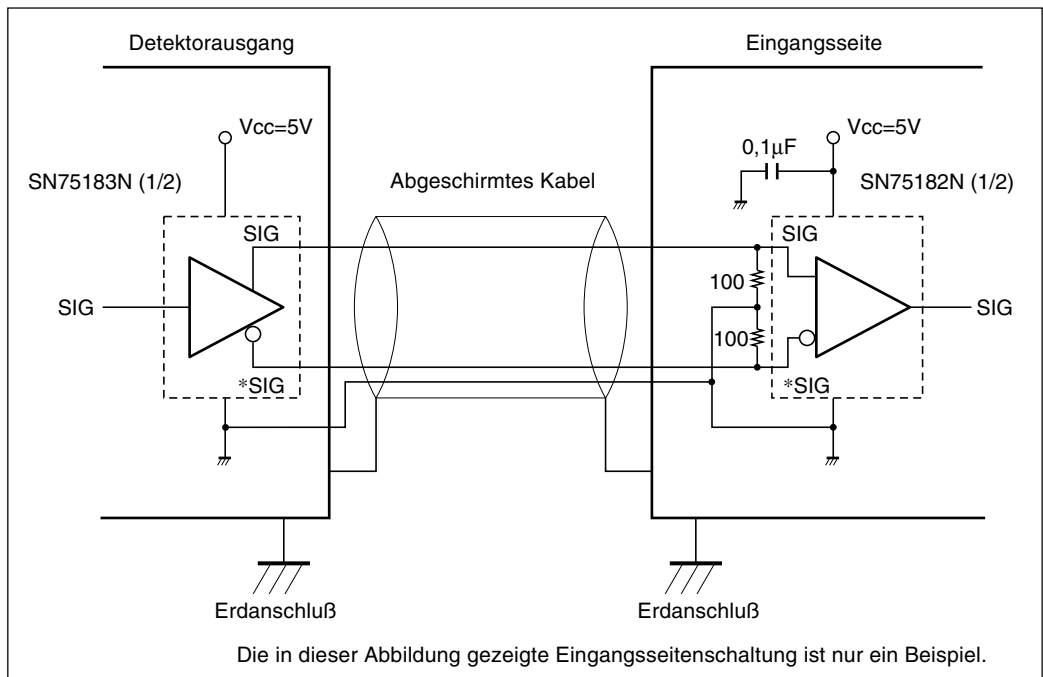 Detektorausgang
Eingangsseite
Vcc=5V
Vcc=5V
0,1µF
SN75183N (1/2)
Abgeschirmtes Kabel
SN75182N (1/2)
SIG
SIG
100
SIG
SIG
100
*SIG
*SIG
Erdanschluß
Erdanschluß
Die in dieser Abbildung gezeigte Eingangsseitenschaltung ist nur ein Beispiel.